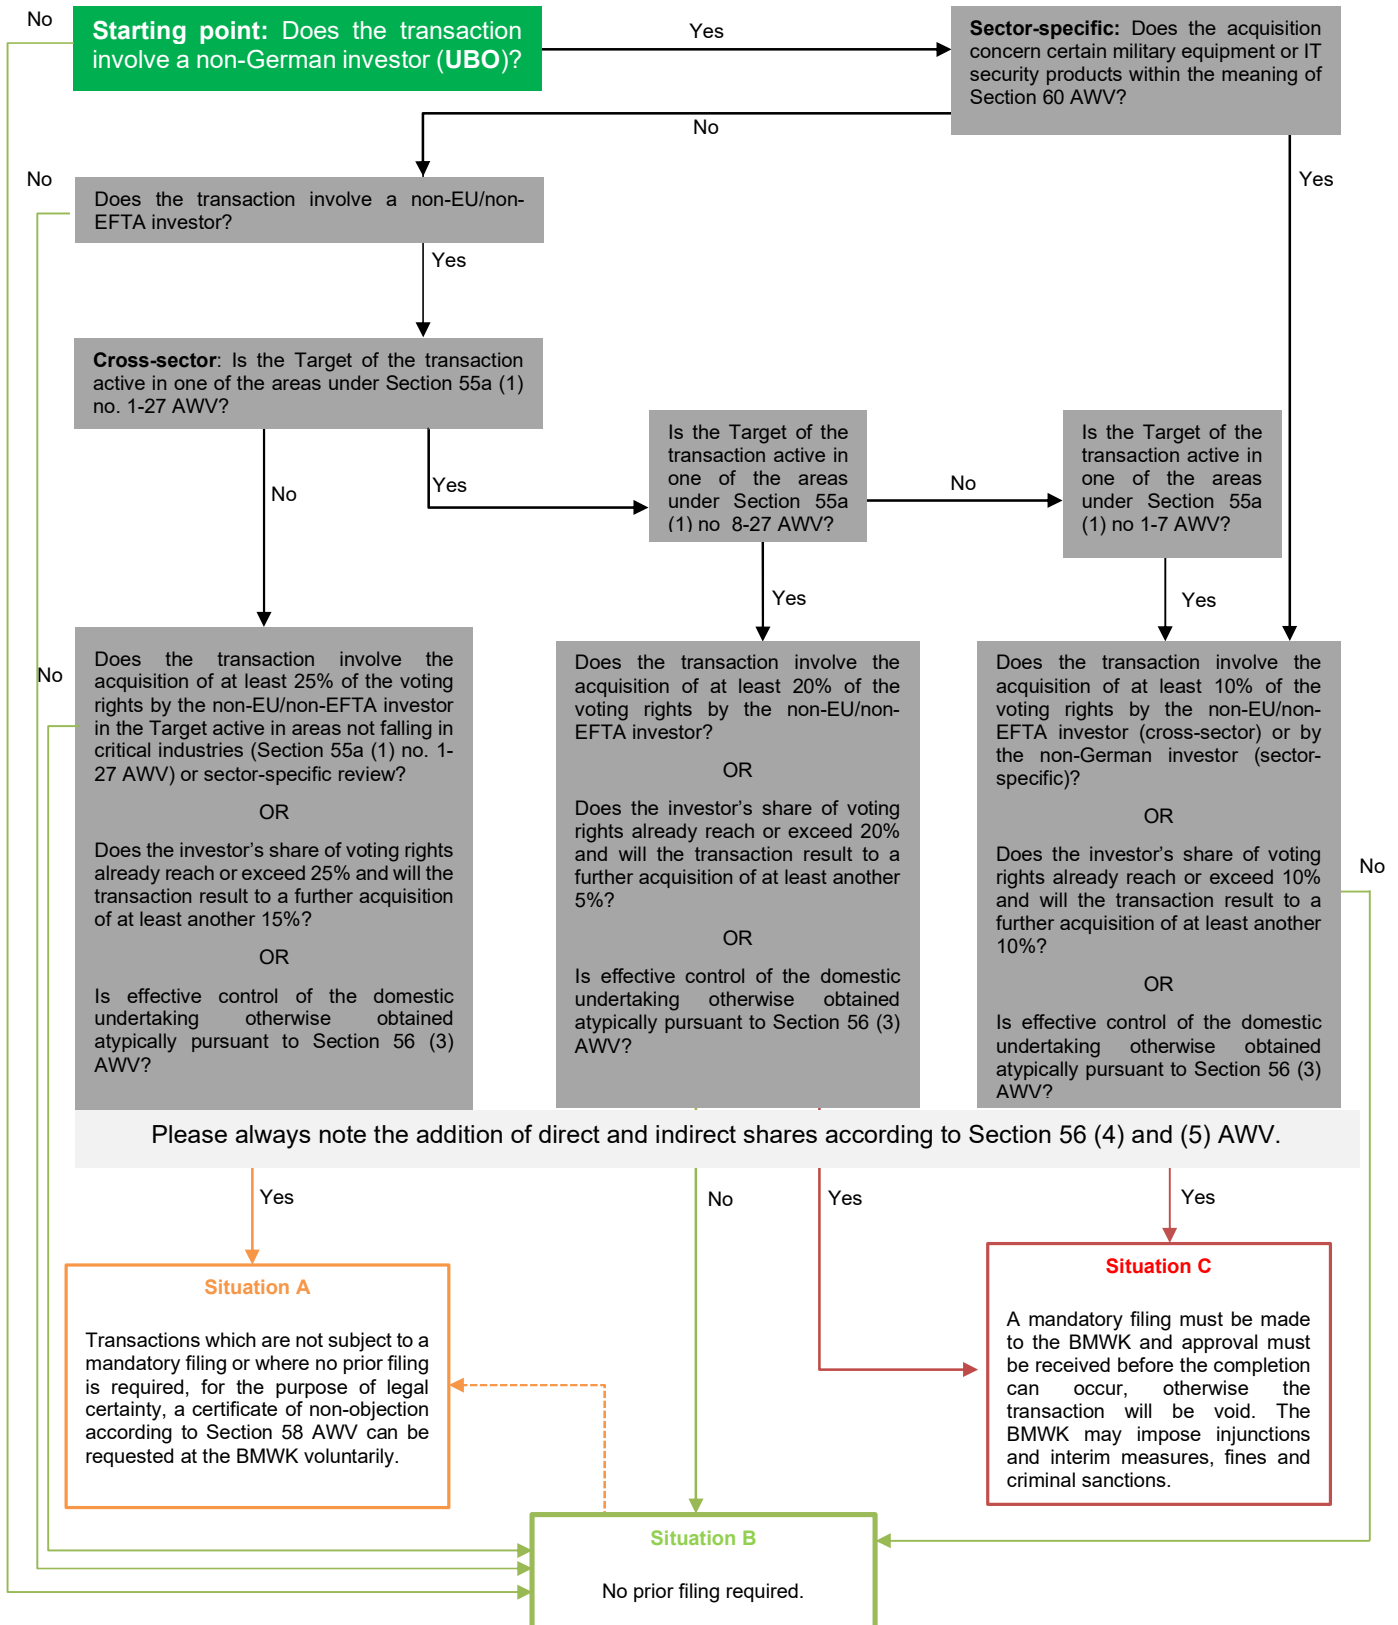 No
Starting point: Does the transaction
involve a non-German investor (UBO)?
Yes
Sector-specific: Does the acquisition
concern certain military equipment or IT
security products within the meaning of
Section 60 AWV?
No
No
Yes
Does the transaction involve a non-EU/non-
EFTA investor?
Yes
Cross-sector: Is the Target of the transaction
active in one of the areas under Section 55a (1)
no. 1-27 AWV?
Is the Target of the
transaction active in
one of the areas
under Section 55a
(1) no 8-27 AWV?
Is the Target of the
transaction active in
one of the areas
under Section 55a
(1) no 1-7 AWV?
No
Yes
No
Yes
Yes
No
Does the transaction involve the
acquisition of at least 25% of the voting
rights by the non-EU/non-EFTA investor
in the Target active in areas not falling in
critical industries (Section 55a (1) no. 1-
27 AWV) or sector-specific review?
OR
Does the investor’s share of voting rights
already reach or exceed 25% and will the
transaction result to a further acquisition
of at least another 15%?
OR
Is effective control of the domestic
undertaking otherwise obtained
atypically pursuant to Section 56 (3)
AWV?
Does the transaction involve the
acquisition of at least 20% of the
voting rights by the non-EU/non-
EFTA investor?
OR
Does the investor’s share of voting
rights already reach or exceed 20%
and will the transaction result to a
further acquisition of at least another
5%?
OR
Is effective control of the domestic
undertaking otherwise obtained
atypically pursuant to Section 56 (3)
AWV?
Does the transaction involve the
acquisition of at least 10% of the
voting rights by the non-EU/non-
EFTA investor (cross-sector) or by
the non-German investor (sector-
specific)?
OR
Does the investor’s share of voting
rights already reach or exceed 10%
and will the transaction result to a
further acquisition of at least another
10%?
OR
Is effective control of the domestic
undertaking otherwise obtained
atypically pursuant to Section 56 (3)
AWV?
No
Please always note the addition of direct and indirect shares according to Section 56 (4) and (5) AWV.
Yes
No
Yes
Yes
Situation A
Transactions which are not subject to a
mandatory filing or where no prior filing
is required, for the purpose of legal
certainty, a certificate of non-objection
according to Section 58 AWV can be
requested at the BMWK voluntarily.
Situation C
A mandatory filing must be made
to the BMWK and approval must
be received before the completion
can occur, otherwise the
transaction will be void. The
BMWK may impose injunctions
and interim measures, fines and
criminal sanctions.
Situation B
No prior filing required.